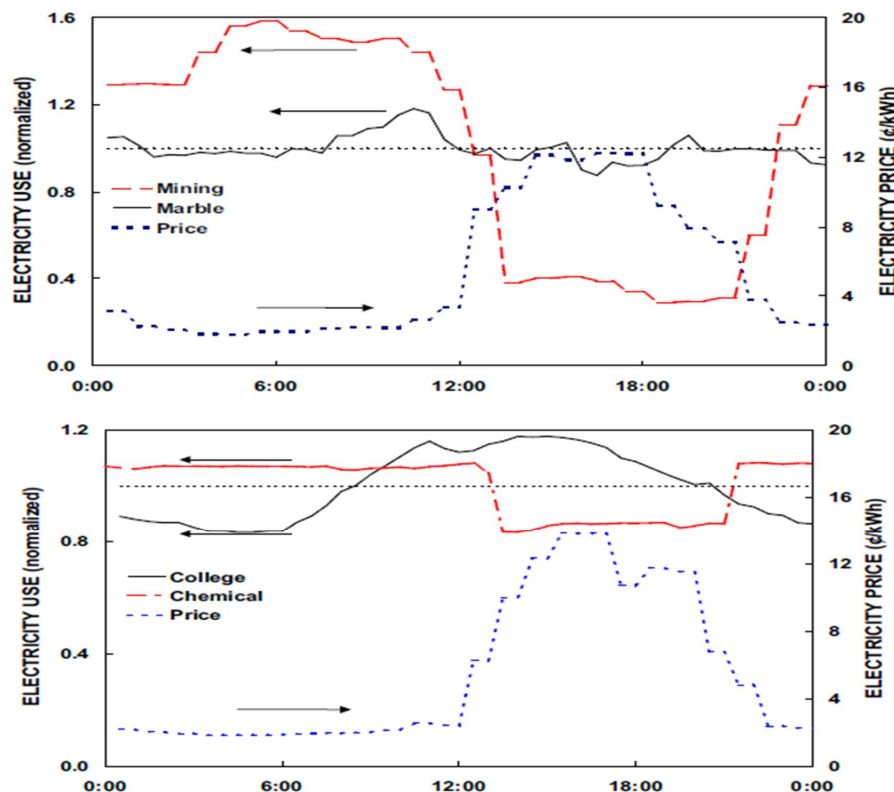 ELECTRICITY USE (normalized)
1.6
1.2
0.8
0.4
0.0
Mining
Marble
Price
20
16
12
8
4
0
ELECTRICITY PRICE (¢/kWh)
0:00 6:00 12:00 18:00 0:00
ELECTRICITY USE (normalized)
1.2
1.0
0.8
0.4
0.0
College
Chemical
Price
20
16
12
8
4
0
ELECTRICITY PRICE (¢/kWh)
0:00 6:00 12:00 18:00 0:00